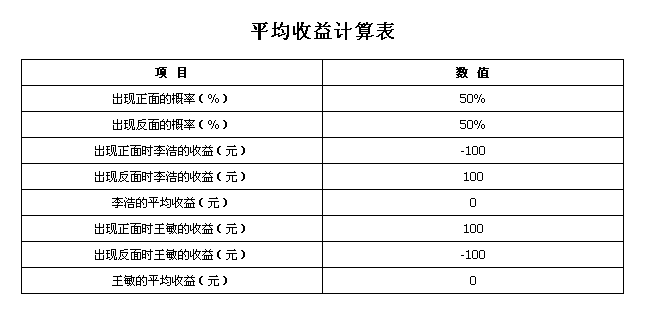 平均收益计算表
项 目 数 值
出现正面的概率(%) 50%
出现反面的概率(%) 50%
出现正面时李洁的收益(元) -100
出现反面时李洁的收益(元) 100
李洁的平均收益(元) 0
出现正面时王敏的收益(元) 100
出现反面时王敏的收益(元) -100
王敏的平均收益(元) 0